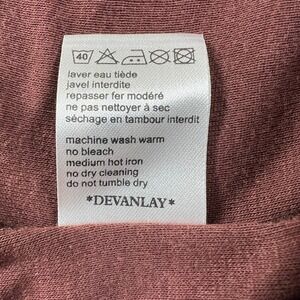 40
laver eau tiède
javel interdite
repasser fer modéré
ne pas nettoyer à sec
séchage en tambour interdit
machine wash warm
no bleach
medium hot iron
no dry cleaning
do not tumble dry
*DEVANLAY*